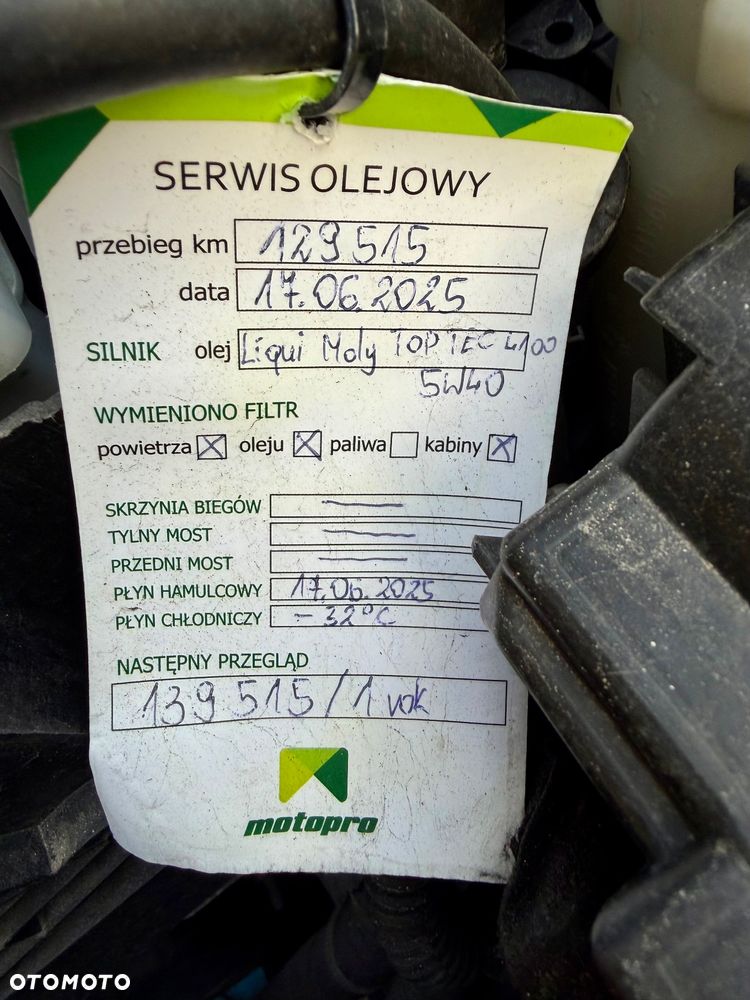 SERWIS OLEJOWY
przebieg km 129 515
data 17.06.2025
SILNIK olej Liqui Moly TOP TEC 4100
5W40
WYMIENIONO FILTR
powietrza oleju paliwa kabiny
SKRZYNIA BIEGÓW
TYLNY MOST
PRZEDNI MOST
PŁYN HAMULCOWY 17.06.2025
PŁYN CHŁODNICZY -32°C
NASTĘPNY PRZEGLĄD
139 515 / 1 rok
motopro
OTOMOTO